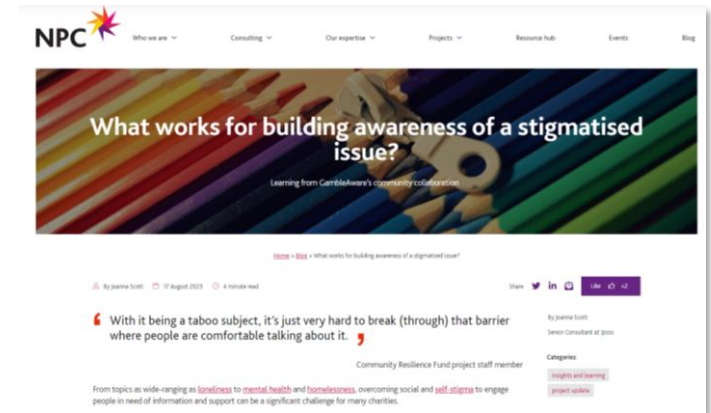 NPC
Who we are
Consulting
Our expertise
Projects
Resource hub
Events
Blog
What works for building awareness of a stigmatised
issue?
Learning from GambleAware's community collaboration
Home » Blog » What works for building awareness of a stigmatised issue?
By Joanna Scott 17 August 2023 4 minute read
Share
Like +2
With it being a taboo subject, it's just very hard to break (through) that barrier
where people are comfortable talking about it.
Community Resilience Fund project staff member
From topics as wide-ranging as loneliness to mental health and homelessness, overcoming social and self-stigma to engage
people in need of information and support can be a significant challenge for many charities.
By Joanna Scott
Senior Consultant at Ipsos
Categories
Insights and learning
project update